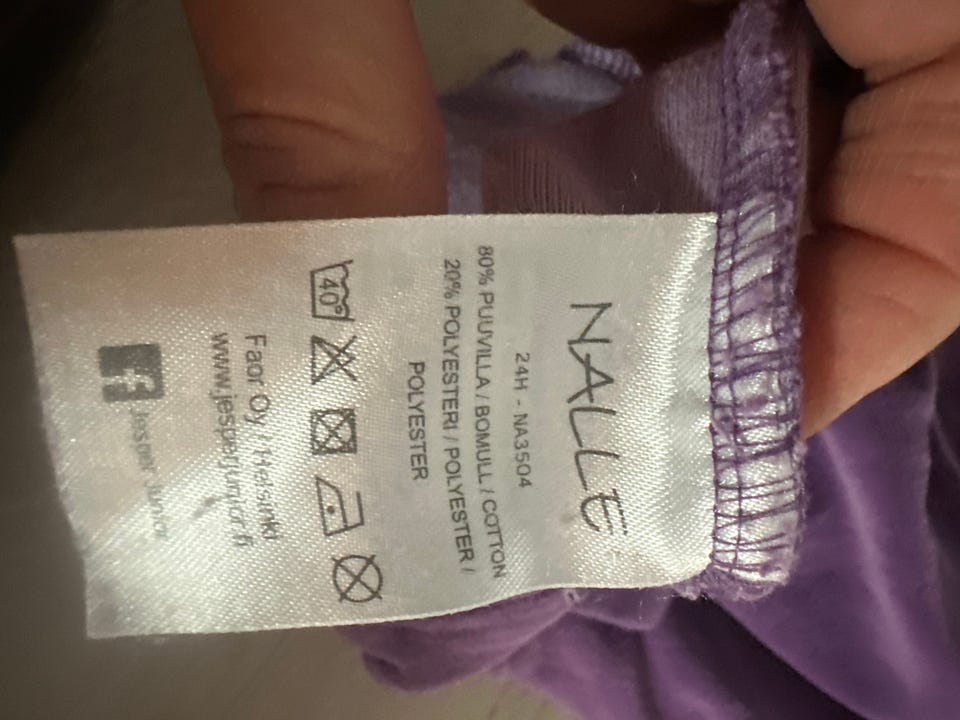 NALLE
24H - NA3504
80% PUUVILLA / BOMULL / COTTON
20% POLYESTERI / POLYESTER /
POLYESTER
40°
Faor Oy / Helsinki
www.jesperjunior.fi
f Jesper Junior